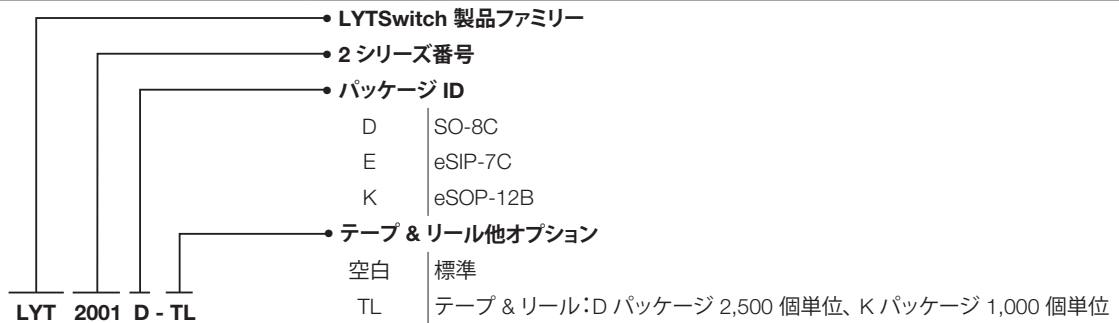 LYTSwitch 製品ファミリー
2 シリーズ番号
パッケージ ID
D SO-8C
E eSIP-7C
K eSOP-12B
テープ & リール他オプション
空白 標準
TL テープ & リール:D パッケージ 2,500 個単位、K パッケージ 1,000 個単位
LYT 2001 D - TL